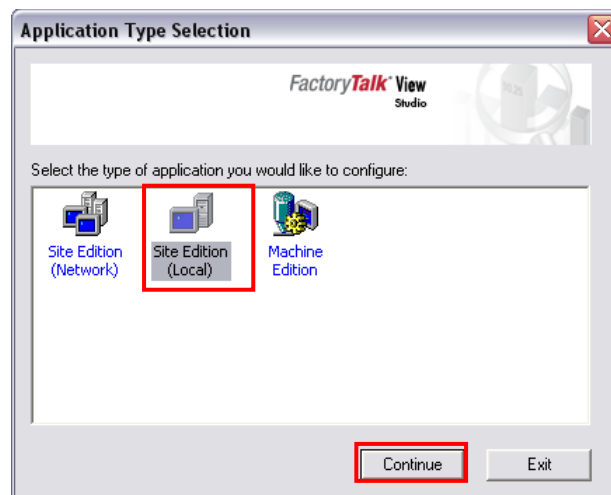 Application Type Selection
FactoryTalk View
Studio
Select the type of application you would like to configure:
Site Edition
(Network)
Site Edition
(Local)
Machine
Edition
Continue
Exit